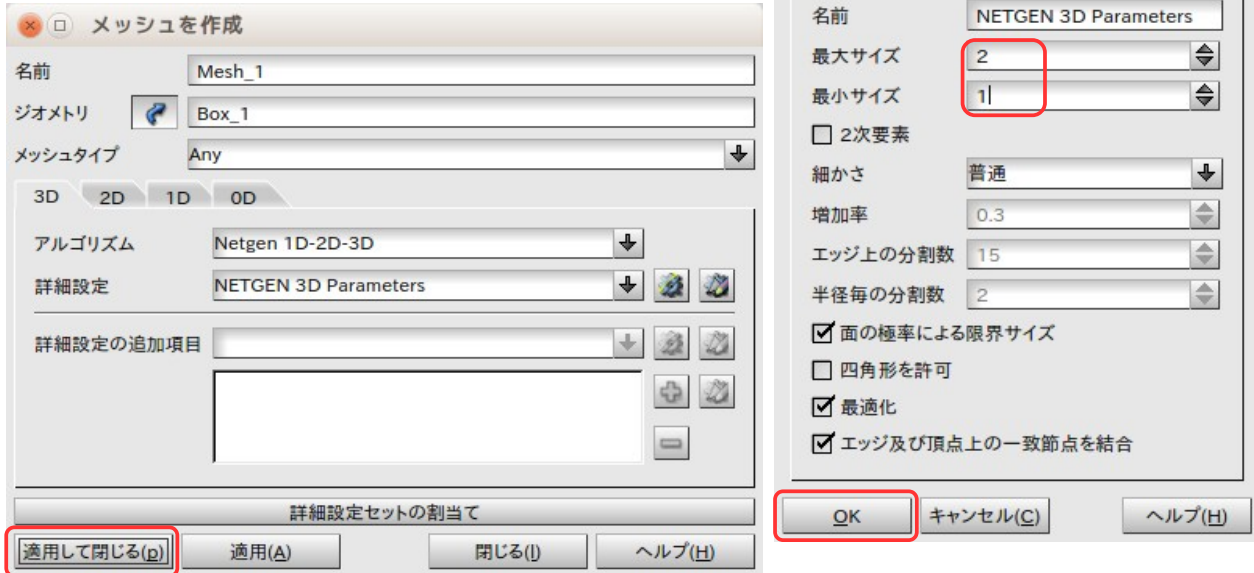 メッシュを作成
名前 Mesh_1
ジオメトリ Box_1
メッシュタイプ Any
3D 2D 1D 0D
アルゴリズム Netgen 1D-2D-3D
詳細設定 NETGEN 3D Parameters
詳細設定の追加項目
詳細設定セットの割当て
適用して閉じる(p) 適用(A) 閉じる(l) ヘルプ(H)
名前 NETGEN 3D Parameters
最大サイズ 2
最小サイズ 1
2次要素
細かさ 普通
増加率 0.3
エッジ上の分割数 15
半径毎の分割数 2
面の極率による限界サイズ
四角形を許可
最適化
エッジ及び頂点上の一致節点を結合
OK キャンセル(C) ヘルプ(H)